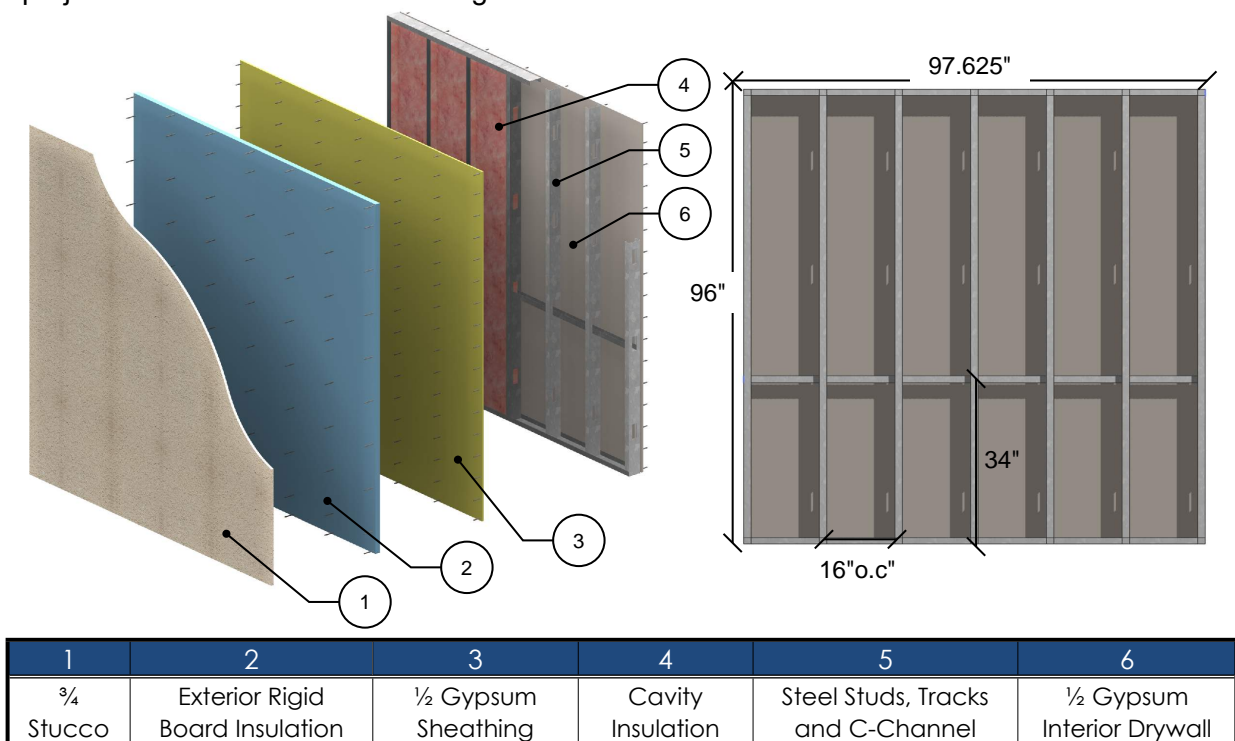 4
5
6
3
2
1
97.625"
96"
34"
16"o.c"
1 2 3 4 5 6
¾ Exterior Rigid ½ Gypsum Cavity Steel Studs, Tracks ½ Gypsum
Stucco Board Insulation Sheathing Insulation and C-Channel Interior Drywall